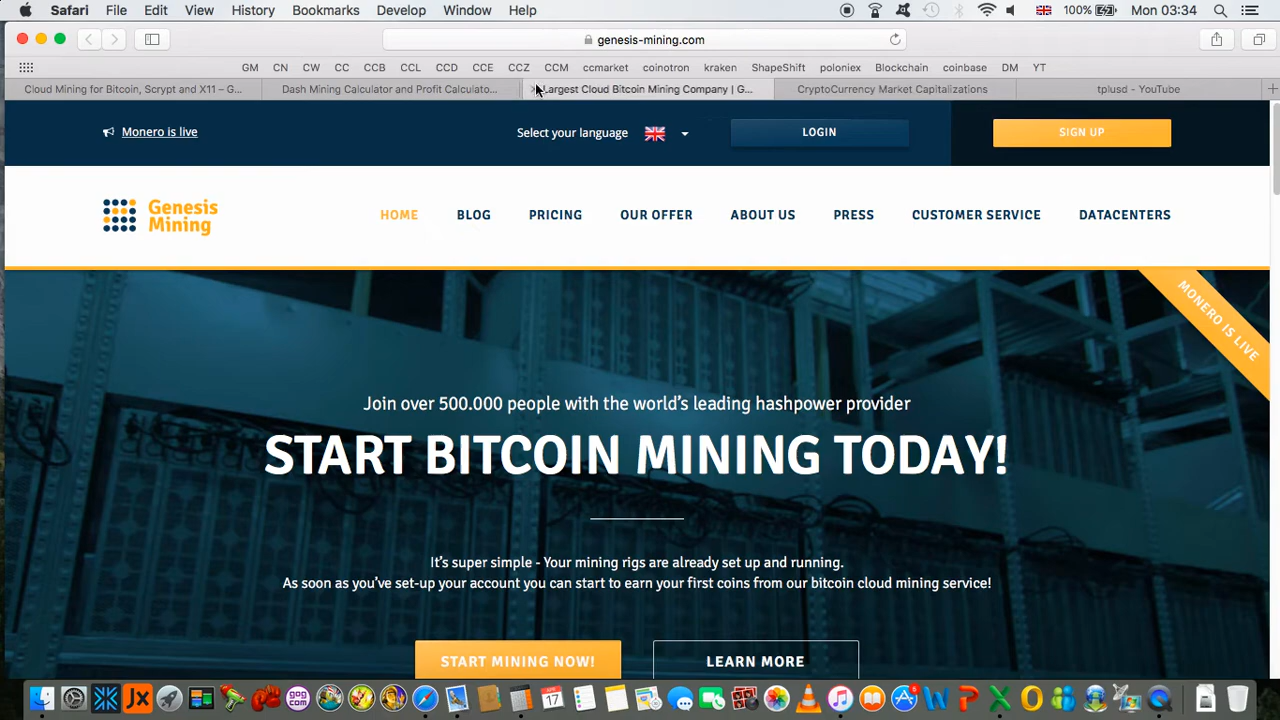 Safari File Edit View History Bookmarks Develop Window Help 100% Mon 03:34
genesis-mining.com
GM CN CW CC CCB CCL CCD CCE CCZ CCM ccmarket coinotron kraken ShapeShift poloniex Blockchain coinbase DM YT
Cloud Mining for Bitcoin, Scrypt and X11 – G... Dash Mining Calculator and Profit Calculato... Largest Cloud Bitcoin Mining Company | G... CryptoCurrency Market Capitalizations tplusd - YouTube
Monero is live Select your language LOGIN SIGN UP
Genesis
Mining
HOME BLOG PRICING OUR OFFER ABOUT US PRESS CUSTOMER SERVICE DATACENTERS
MONERO IS LIVE
Join over 500.000 people with the world's leading hashpower provider
START BITCOIN MINING TODAY!
It's super simple - Your mining rigs are already set up and running.
As soon as you've set-up your account you can start to earn your first coins from our bitcoin cloud mining service!
START MINING NOW! LEARN MORE
Jx GOG COM APR 17